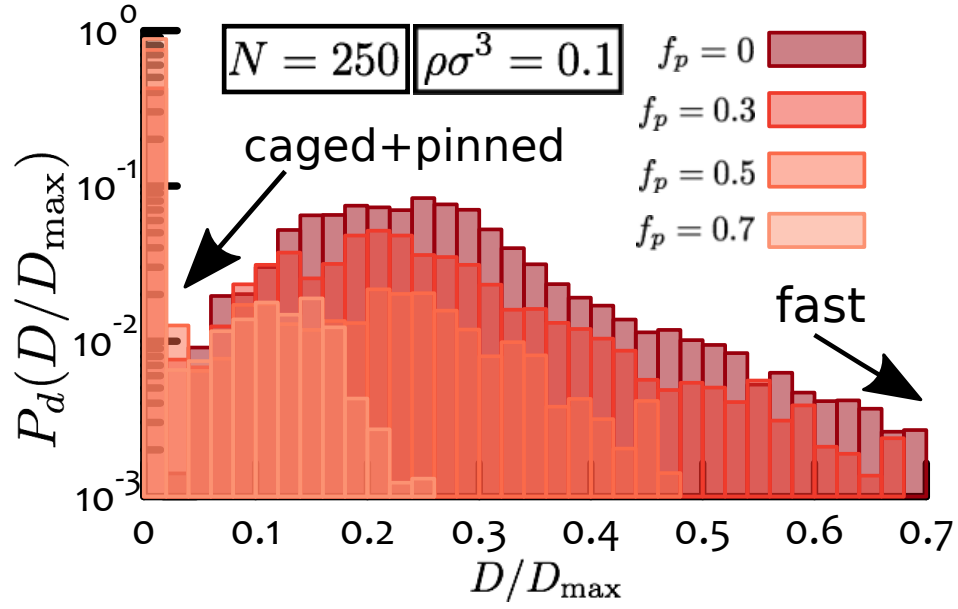 10⁰
N = 250 ρσ³ = 0.1
f_p = 0
f_p = 0.3
f_p = 0.5
f_p = 0.7
caged+pinned
fast
10⁻¹
10⁻²
10⁻³
P_d(D/D_max)
0 0.1 0.2 0.3 0.4 0.5 0.6 0.7
D/D_max